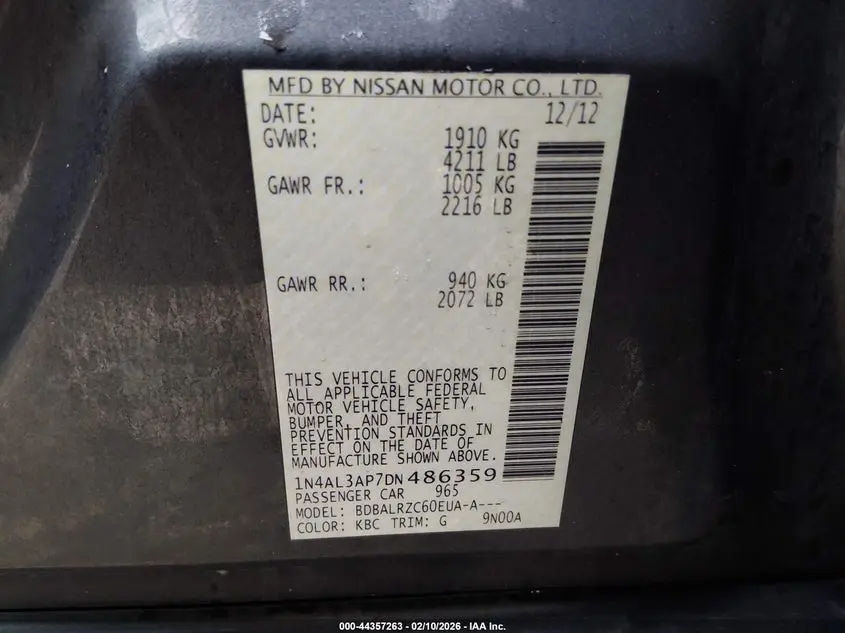 MFD BY NISSAN MOTOR CO., LTD.
DATE: 12/12
GVWR: 1910 KG
4211 LB
GAWR FR.: 1005 KG
2216 LB
GAWR RR.: 940 KG
2072 LB
THIS VEHICLE CONFORMS TO
ALL APPLICABLE FEDERAL
MOTOR VEHICLE SAFETY,
BUMPER, AND THEFT
PREVENTION STANDARDS IN
EFFECT ON THE DATE OF
MANUFACTURE SHOWN ABOVE.
1N4AL3AP7DN486359
PASSENGER CAR 965
MODEL: BDBALRZC60EUA-A---
COLOR: KBC TRIM: G 9N00A
000-44357263 - 02/10/2026 - IAA Inc.